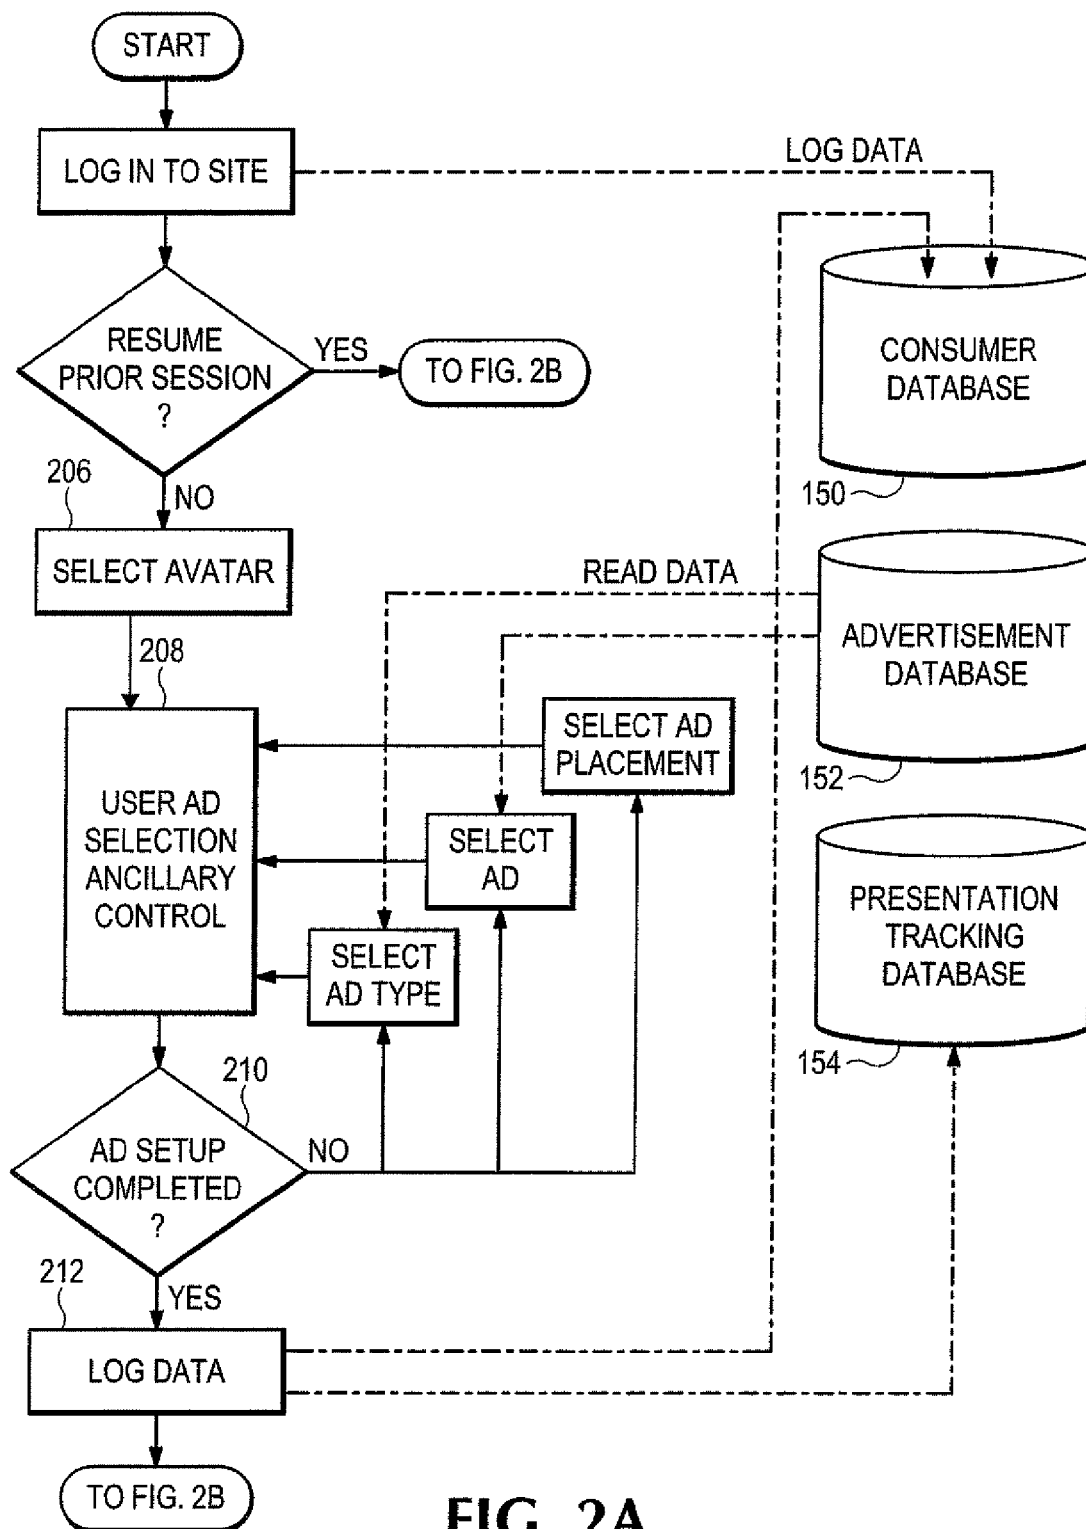 START
LOG IN TO SITE
LOG DATA
RESUME
PRIOR SESSION
?
YES
TO FIG. 2B
CONSUMER
DATABASE
150
NO
206
SELECT AVATAR
READ DATA
208
ADVERTISEMENT
DATABASE
152
USER AD
SELECTION
ANCILLARY
CONTROL
SELECT AD
PLACEMENT
SELECT
AD
SELECT
AD TYPE
PRESENTATION
TRACKING
DATABASE
154
210
AD SETUP
COMPLETED
?
NO
YES
212
LOG DATA
TO FIG. 2B
FIG. 2A